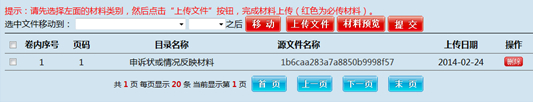 提示：请先选择左面的材料类别，然后点击“上传文件”按钮，完成材料上传（红色为必传材料）。
选中文件移动到： 之后 移 动 上传文件 材料预览 提 交
卷内序号 页码 目录名称 源文件名 上传日期 操作
1 1 申诉状或情况反映材料 1b6caa283a7a8850b9998f57 2014-02-24 删除
共 1 页 每页显示 20 条 当前显示第 1 页 首 页 上一页 下一页 末 页